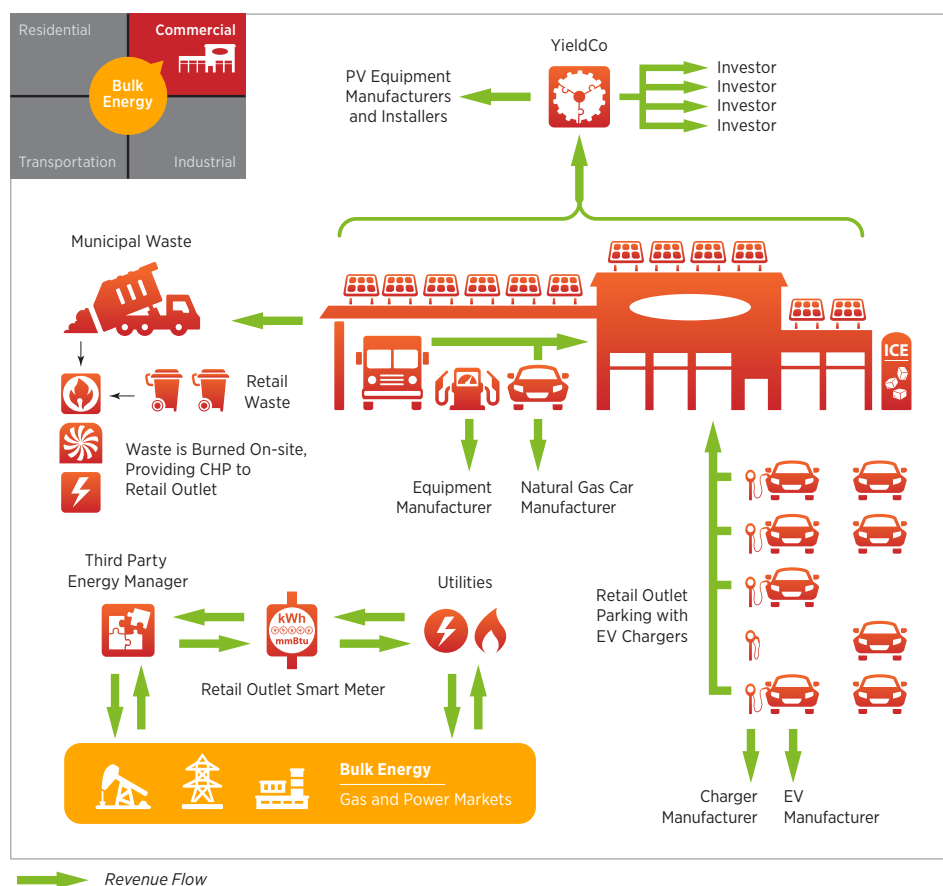 Residential
Commercial
Bulk
Energy
Transportation
Industrial
YieldCo
PV Equipment
Manufacturers
and Installers
Investor
Investor
Investor
Investor
Municipal Waste
ICE
Retail
Waste
Waste is Burned On-site,
Providing CHP to
Retail Outlet
Equipment
Manufacturer
Natural Gas Car
Manufacturer
Third Party
Energy Manager
kWh
mmBtu
Utilities
Retail Outlet Smart Meter
Retail Outlet
Parking with
EV Chargers
Bulk Energy
Gas and Power Markets
Charger
Manufacturer
EV
Manufacturer
Revenue Flow